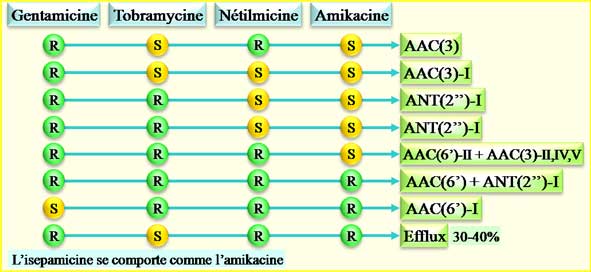 Gentamicine Tobramycine Nétilmicine Amikacine
R S R S AAC(3)
R S S S AAC(3)-I
R R S S ANT(2’’)-I
R R S S ANT(2’’)-I
R R R S AAC(6’)-II + AAC(3)-II,IV,V
R R R R AAC(6’) + ANT(2’’)-I
S R R R AAC(6’)-I
R S R R Efflux 30-40%
L’isepamicine se comporte comme l’amikacine